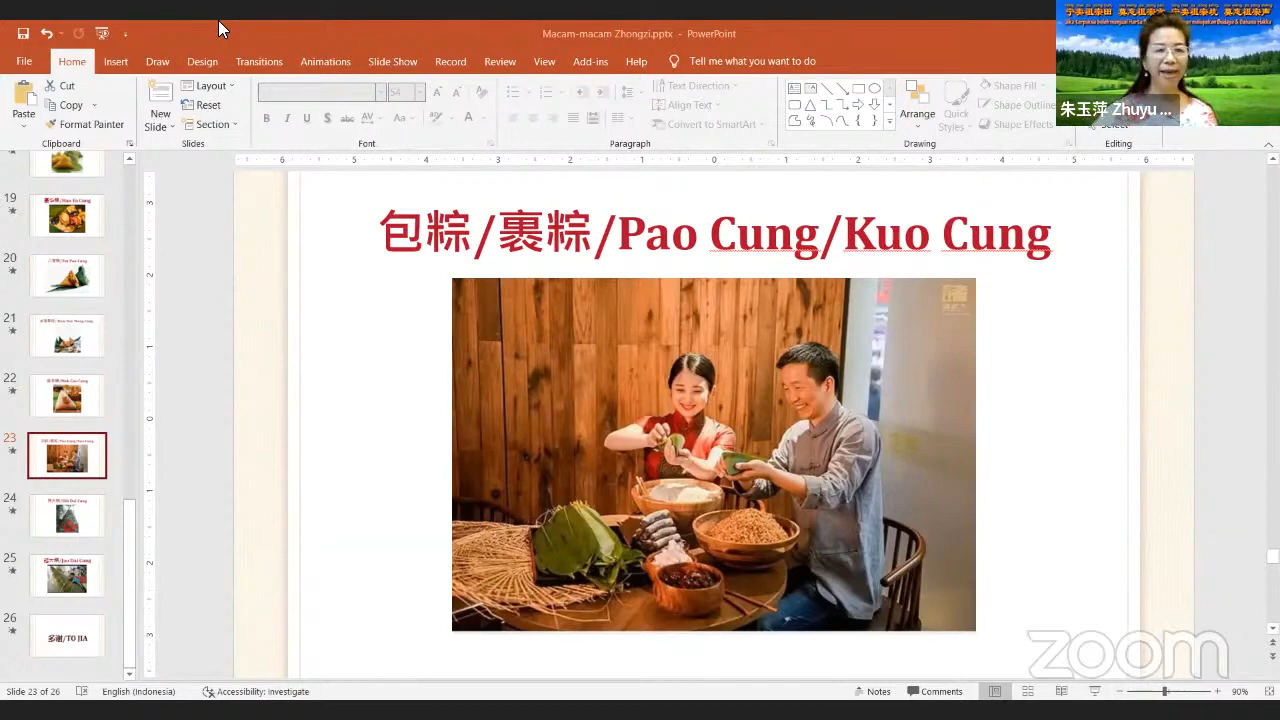 Macam-macam Zhongzi.pptx - PowerPoint
File Home Insert Draw Design Transitions Animations Slide Show Record Review View Add-ins Help Tell me what you want to do
Paste
Cut
Copy
Format Painter
Clipboard
New Slide
Layout
Reset
Section
Slides
Font
Text Direction
Align Text
Convert to SmartArt
Paragraph
Arrange
Quick Styles
Shape Fill
Shape Outline
Shape Effects
Drawing
Select
Editing
朱玉萍 Zhuyu ...
19
20
21
22
23
24
25
26
多谢/TO JIA
包粽/裹粽/Pao Cung/Kuo Cung
zoom
Slide 23 of 26 English (Indonesia) Accessibility: Investigate Notes Comments 90%